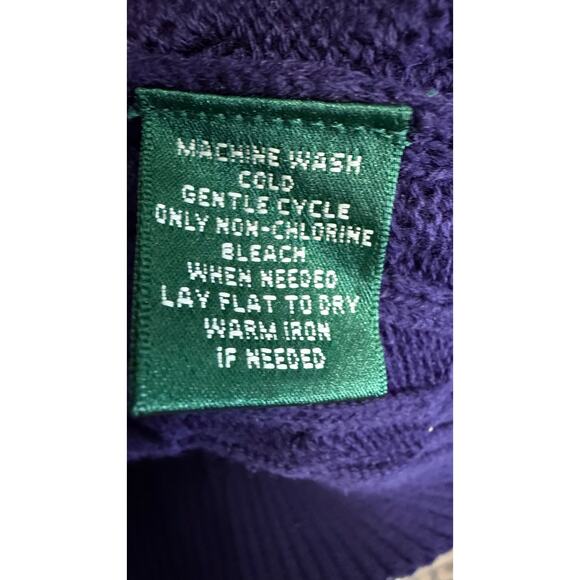 MACHINE WASH
COLD
GENTLE CYCLE
ONLY NON-CHLORINE
BLEACH
WHEN NEEDED
LAY FLAT TO DRY
WARM IRON
IF NEEDED